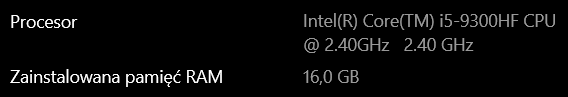 Procesor Intel(R) Core(TM) i5-9300HF CPU
@ 2.40GHz 2.40 GHz
Zainstalowana pamięć RAM 16,0 GB